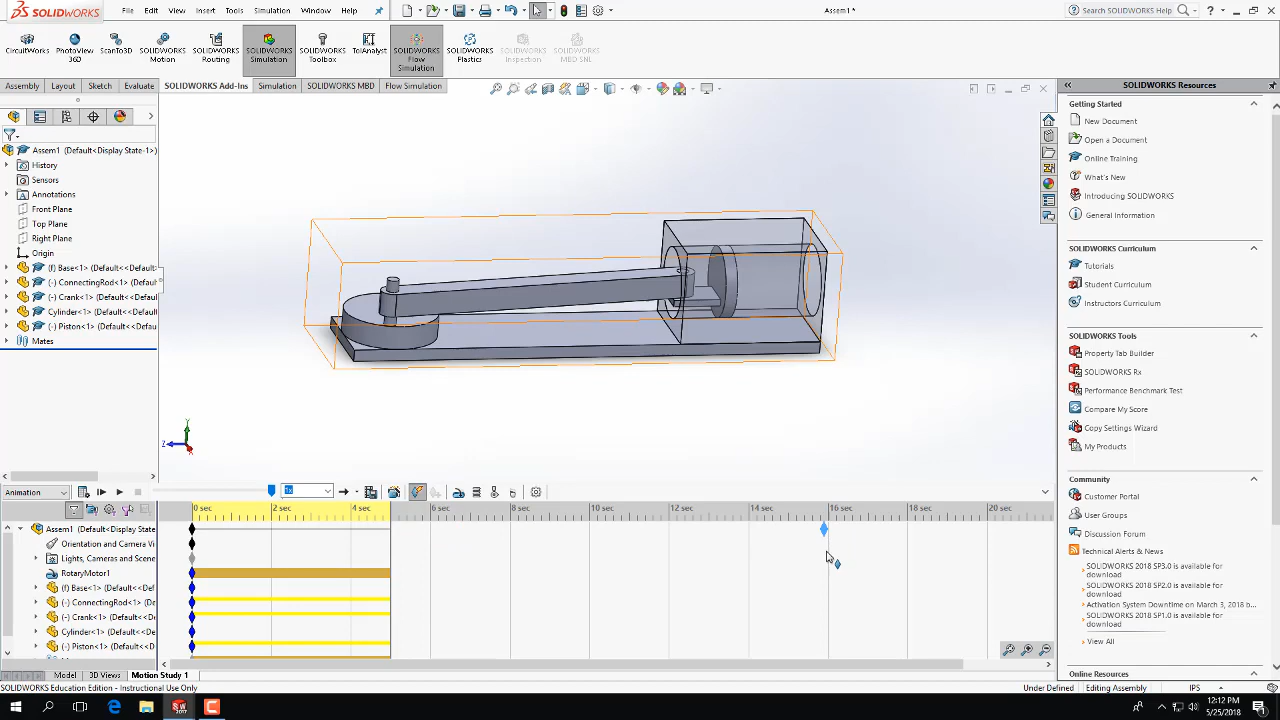 SOLIDWORKS
File Edit View Insert Tools Simulation Window Help
Assem1 *
Search SOLIDWORKS Help
CircuitWorks
PhotoView 360
ScanTo3D
SOLIDWORKS Motion
SOLIDWORKS Routing
SOLIDWORKS Simulation
SOLIDWORKS Toolbox
TolAnalyst
SOLIDWORKS Flow Simulation
SOLIDWORKS Plastics
SOLIDWORKS Inspection
SOLIDWORKS MBD SNL
Assembly Layout Sketch Evaluate SOLIDWORKS Add-Ins Simulation SOLIDWORKS MBD Flow Simulation
Assem1 (Default<Display State-1>)
History
Sensors
Annotations
Front Plane
Top Plane
Right Plane
Origin
(f) Base<1> (Default<<Defaul
(-) ConnectingRod<1> (Defau
(-) Crank<1> (Default<<Defa
Cylinder<1> (Default<<Defau
(-) Piston<1> (Default<<Defa
Mates
Y
Z
SOLIDWORKS Resources
Getting Started
New Document
Open a Document
Online Training
What's New
Introducing SOLIDWORKS
General Information
SOLIDWORKS Curriculum
Tutorials
Student Curriculum
Instructors Curriculum
SOLIDWORKS Tools
Property Tab Builder
SOLIDWORKS Rx
Performance Benchmark Test
Compare My Score
Copy Settings Wizard
My Products
Community
Customer Portal
User Groups
Discussion Forum
Technical Alerts & News
SOLIDWORKS 2018 SP3.0 is available for
download
SOLIDWORKS 2018 SP2.0 is available for
download
Activation System Downtime on March 3, 2018 b...
SOLIDWORKS 2018 SP1.0 is available for
download
View All
Online Resources
Animation
1x
0 sec 2 sec 4 sec 6 sec 8 sec 10 sec 12 sec 14 sec 16 sec 18 sec 20 sec
Assem1 (Default<Display State
Orientation and Camera Vie
Lights, Cameras and Scene
RotaryMotor1
(f) Base<1> (Default<<Def
(-) ConnectingRod<1> (De
(-) Crank<1> (Default<<D
Cylinder<1> (Default<<De
(-) Piston<1> (Default<<D
Model 3D Views Motion Study 1
SOLIDWORKS Education Edition - Instructional Use Only
Under Defined Editing Assembly IPS
12:12 PM
5/25/2018